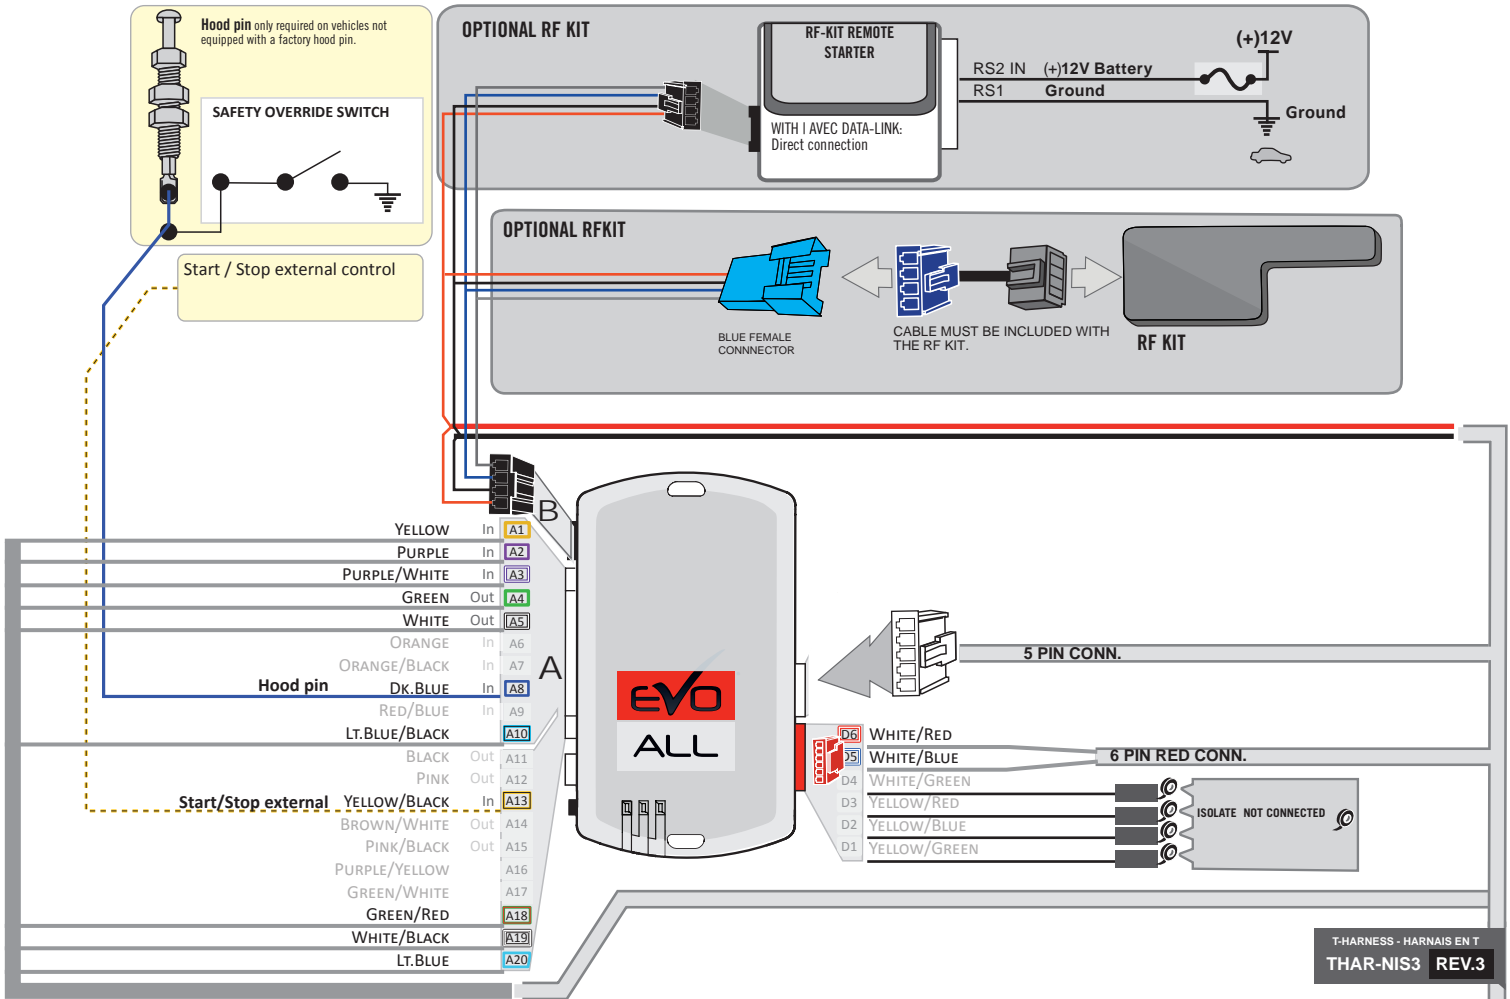 Hood pin only required on vehicles not
equipped with a factory hood pin.
SAFETY OVERRIDE SWITCH
Start / Stop external control
OPTIONAL RF KIT
RF-KIT REMOTE
STARTER
WITH I AVEC DATA-LINK:
Direct connection
RS2 IN (+)12V Battery
RS1 Ground
(+)12V
Ground
OPTIONAL RFKIT
BLUE FEMALE
CONNNECTOR
CABLE MUST BE INCLUDED WITH
THE RF KIT.
RF KIT
B
A
YELLOW In A1
PURPLE In A2
PURPLE/WHITE In A3
GREEN Out A4
WHITE Out A5
ORANGE In A6
ORANGE/BLACK In A7
Hood pin DK.BLUE In A8
RED/BLUE In A9
LT.BLUE/BLACK A10
BLACK Out A11
PINK Out A12
Start/Stop external YELLOW/BLACK In A13
BROWN/WHITE Out A14
PINK/BLACK Out A15
PURPLE/YELLOW A16
GREEN/WHITE A17
GREEN/RED A18
WHITE/BLACK A19
LT.BLUE A20
EVO
ALL
5 PIN CONN.
D6 WHITE/RED
D5 WHITE/BLUE
D4 WHITE/GREEN
D3 YELLOW/RED
D2 YELLOW/BLUE
D1 YELLOW/GREEN
6 PIN RED CONN.
ISOLATE NOT CONNECTED
T-HARNESS - HARNAIS EN T
THAR-NIS3 REV.3